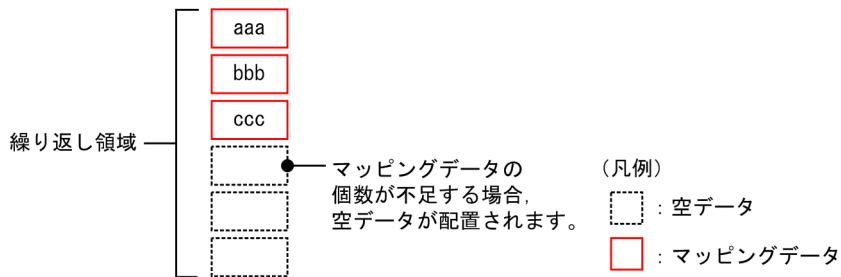 aaa
bbb
ccc
繰り返し領域
マッピングデータの
個数が不足する場合,
空データが配置されます。
（凡例）
：空データ
：マッピングデータ